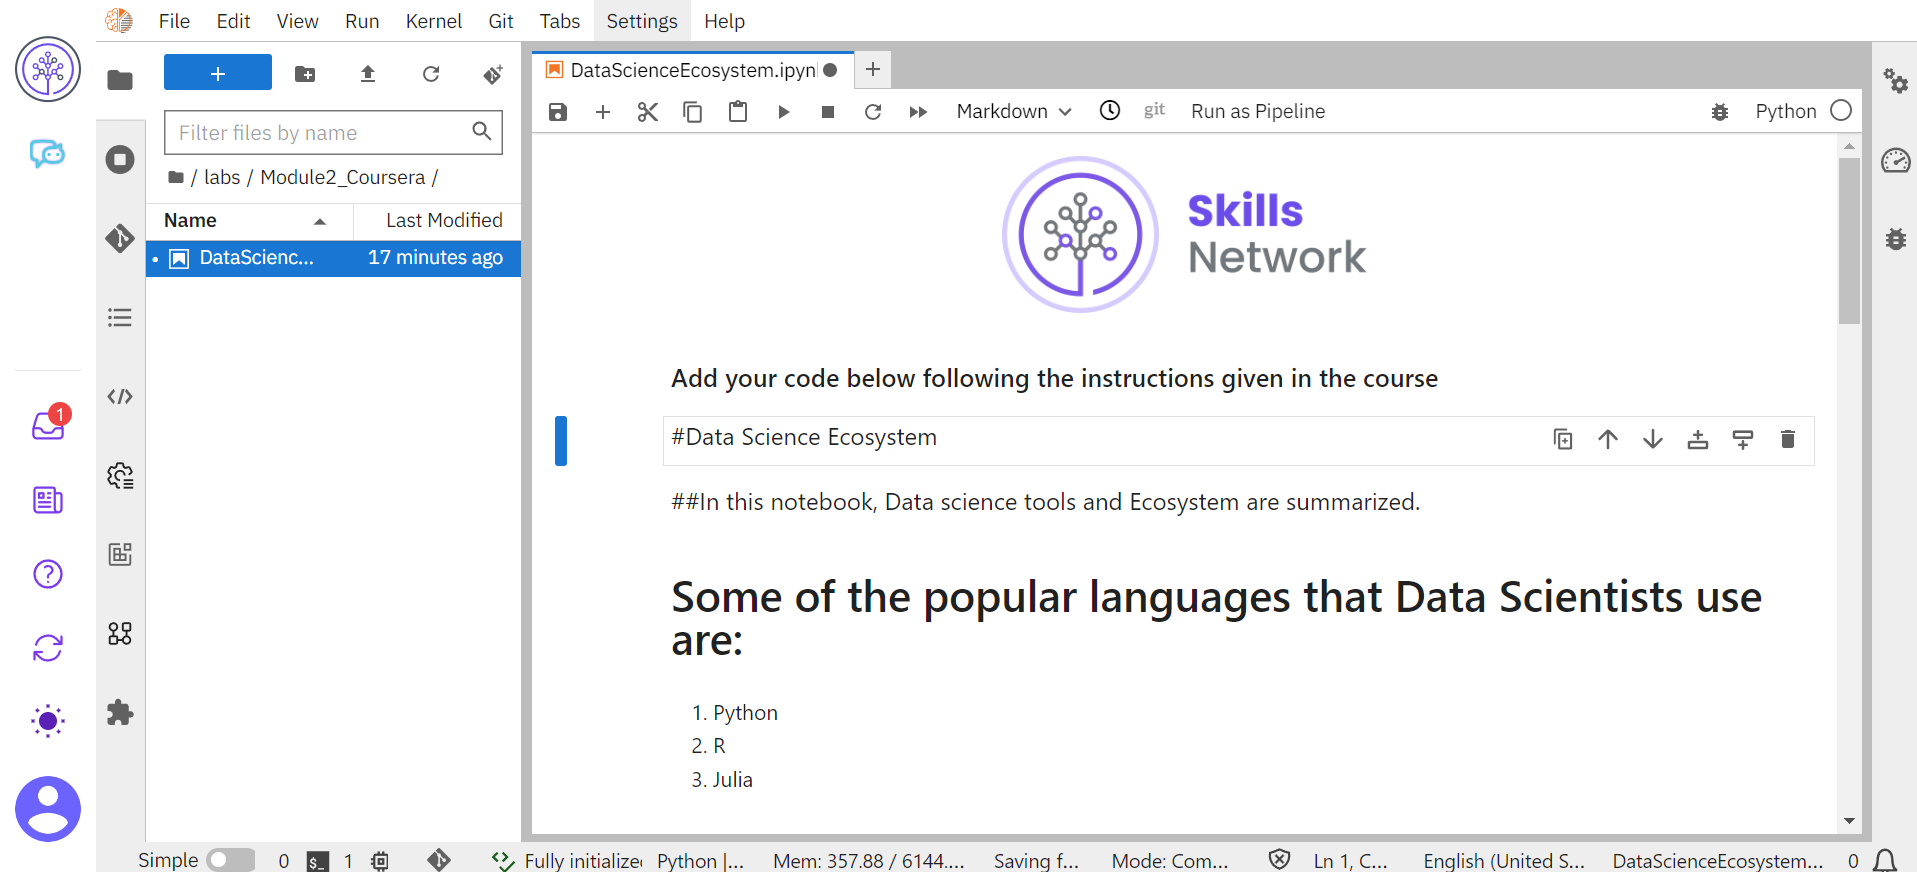 File Edit View Run Kernel Git Tabs Settings Help
+
Filter files by name
/ labs / Module2_Coursera /
Name Last Modified
DataScienc... 17 minutes ago
DataScienceEcosystem.ipyn
+
Markdown git Run as Pipeline Python
Skills
Network
Add your code below following the instructions given in the course
#Data Science Ecosystem
##In this notebook, Data science tools and Ecosystem are summarized.
Some of the popular languages that Data Scientists use
are:
1. Python
2. R
3. Julia
1
Simple 0 $_ 1 Fully initialized Python |... Mem: 357.88 / 6144.... Saving f... Mode: Com... Ln 1, C... English (United S... DataScienceEcosystem... 0